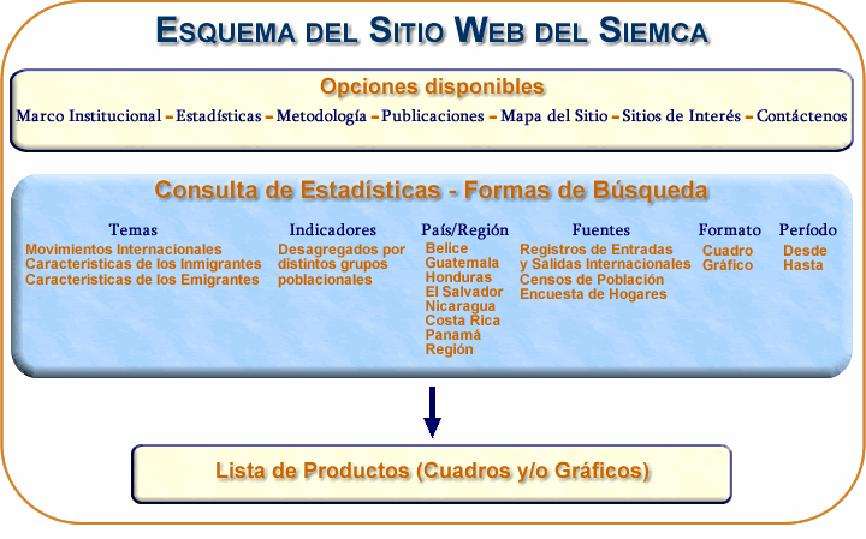 ESQUEMA DEL SITIO WEB DEL SIEMCA
Opciones disponibles
Marco Institucional - Estadísticas - Metodología - Publicaciones - Mapa del Sitio - Sitios de Interés - Contáctenos
Consulta de Estadísticas - Formas de Búsqueda
Temas
Movimientos Internacionales
Características de los Inmigrantes
Características de los Emigrantes
Indicadores
Desagregados por
distintos grupos
poblacionales
País/Región
Belice
Guatemala
Honduras
El Salvador
Nicaragua
Costa Rica
Panamá
Región
Fuentes
Registros de Entradas
y Salidas Internacionales
Censos de Población
Encuesta de Hogares
Formato
Cuadro
Gráfico
Período
Desde
Hasta
Lista de Productos (Cuadros y/o Gráficos)